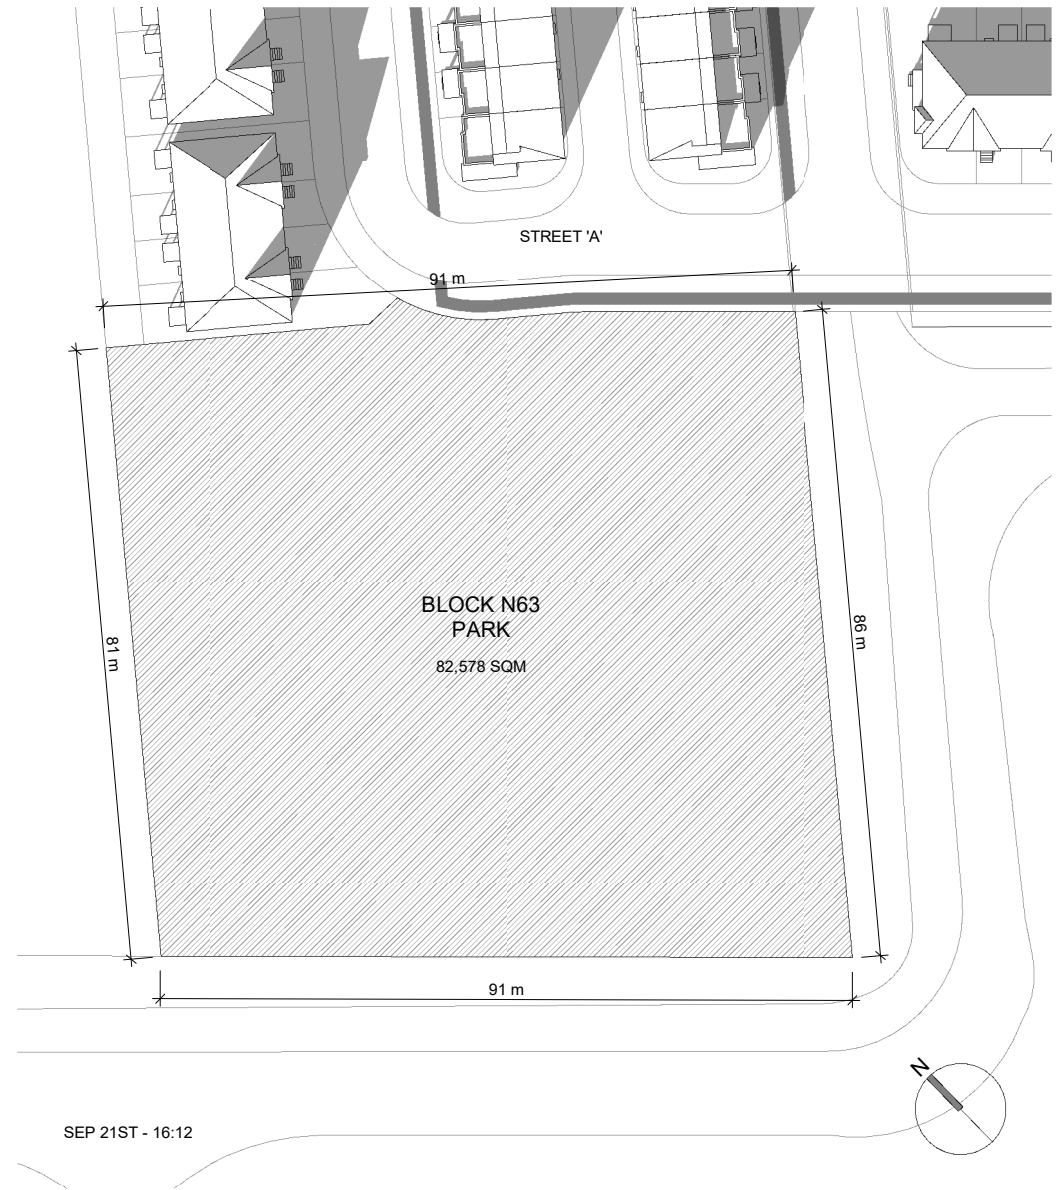 STREET 'A'
91 m
81 m
86 m
BLOCK N63
PARK
82,578 SQM
91 m
N
SEP 21ST - 16:12